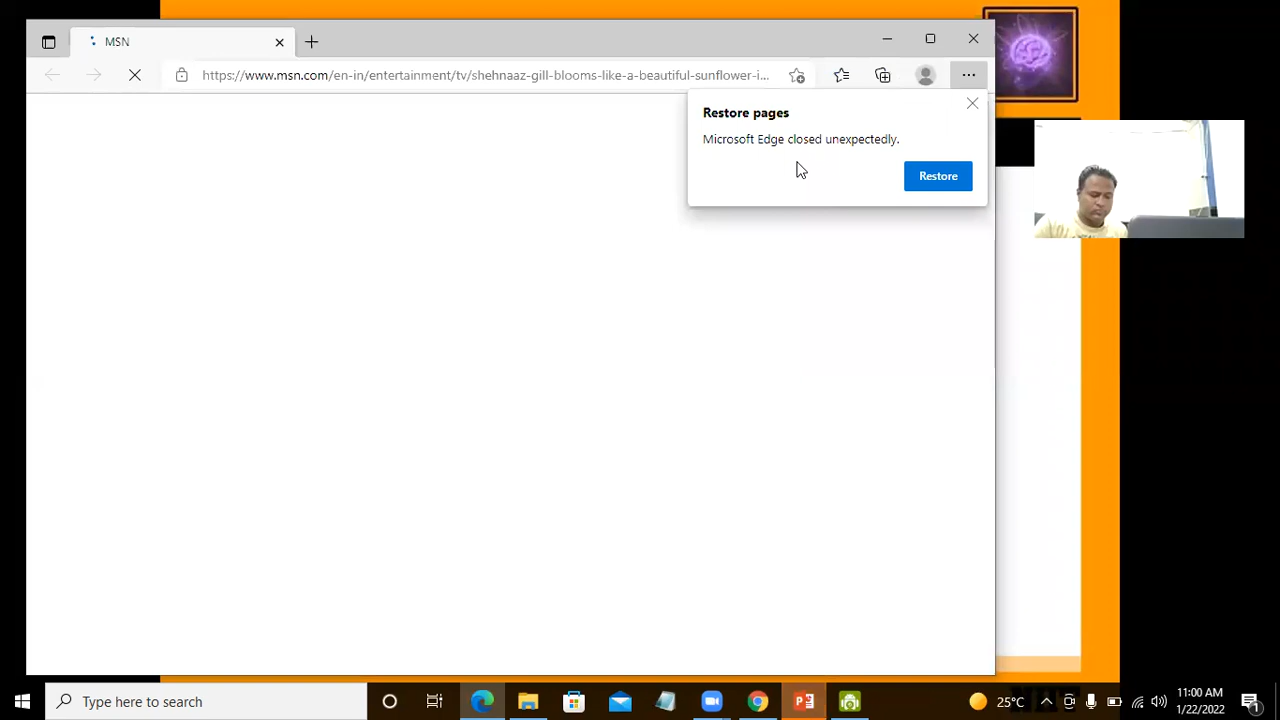 MSN
https://www.msn.com/en-in/entertainment/tv/shehnaaz-gill-blooms-like-a-beautiful-sunflower-i...
Restore pages
Microsoft Edge closed unexpectedly.
Restore
Type here to search
25°C
11:00 AM
1/22/2022
1